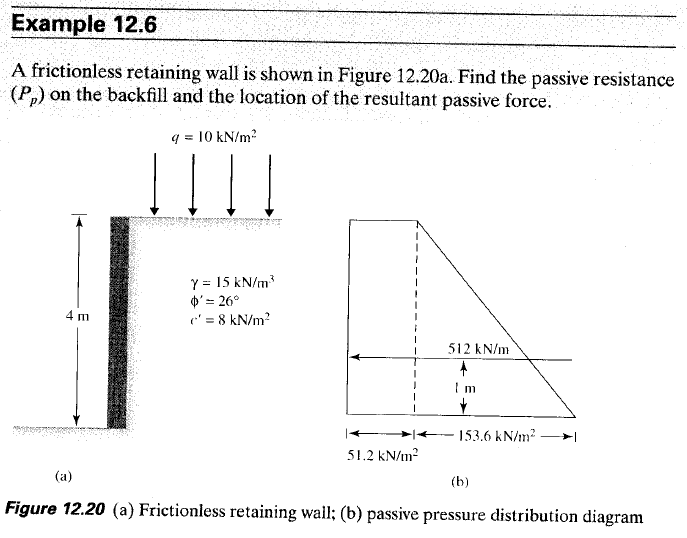 Example 12.6
A frictionless retaining wall is shown in Figure 12.20a. Find the passive resistance
(Pₚ) on the backfill and the location of the resultant passive force.
q = 10 kN/m²
γ = 15 kN/m³
ϕ′ = 26°
c′ = 8 kN/m²
4 m
512 kN/m
1 m
153.6 kN/m²
51.2 kN/m²
(a)
(b)
Figure 12.20 (a) Frictionless retaining wall; (b) passive pressure distribution diagram